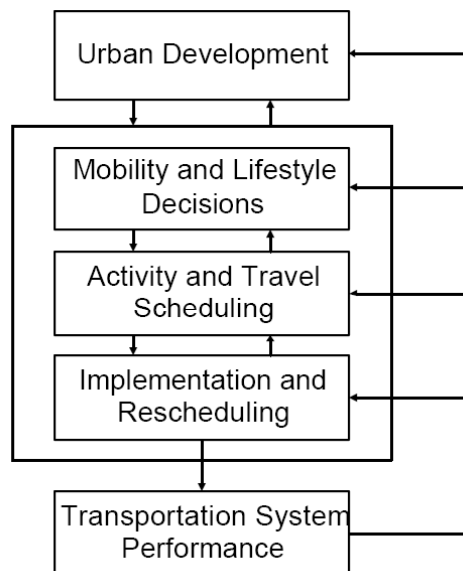 Urban Development
Mobility and Lifestyle
Decisions
Activity and Travel
Scheduling
Implementation and
Rescheduling
Transportation System
Performance